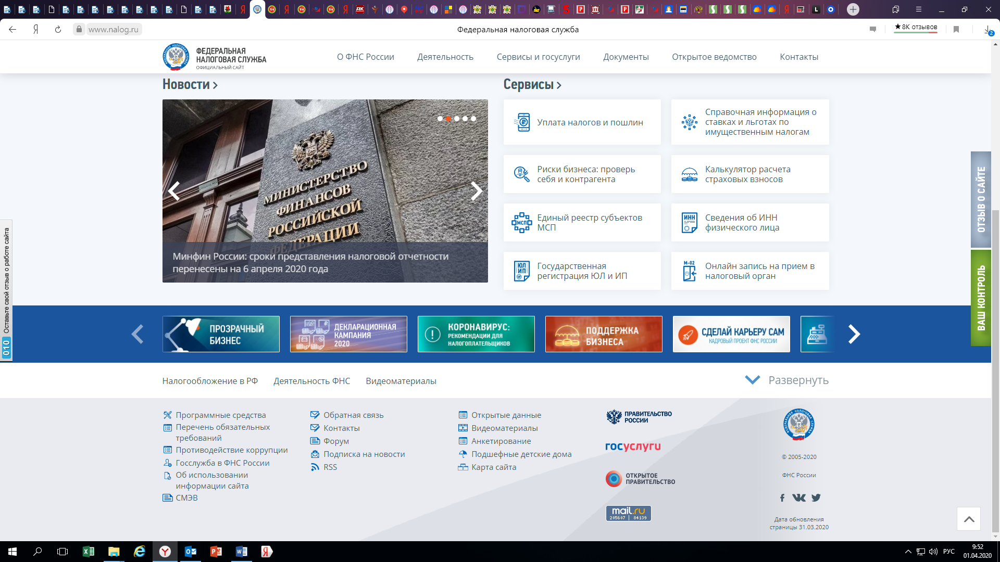 www.nalog.ru
Федеральная налоговая служба
★8К отзывов
2
ФЕДЕРАЛЬНАЯ
НАЛОГОВАЯ СЛУЖБА
ОФИЦИАЛЬНЫЙ САЙТ
О ФНС России
Деятельность
Сервисы и госуслуги
Документы
Открытое ведомство
Контакты
Новости
МИНИСТЕРСТВО
ФИНАНСОВ
РОССИЙСКОЙ
ФЕДЕРАЦИИ
Минфин России: сроки представления налоговой отчетности
перенесены на 6 апреля 2020 года
Сервисы
Уплата налогов и пошлин
Справочная информация о
ставках и льготах по
имущественным налогам
Риски бизнеса: проверь
себя и контрагента
Калькулятор расчета
страховых взносов
МСП
Единый реестр субъектов
МСП
ИНН
Сведения об ИНН
физического лица
ЮЛ
ИП
Государственная
регистрация ЮЛ и ИП
М-02
Онлайн запись на прием в
налоговый орган
ОТЗЫВ О САЙТЕ
ВАШ КОНТРОЛЬ
Оставьте свой отзыв о работе сайта
010
ПРОЗРАЧНЫЙ
БИЗНЕС
ДЕКЛАРАЦИОННАЯ
КАМПАНИЯ
2020
КОРОНАВИРУС:
РЕКОМЕНДАЦИИ ДЛЯ
НАЛОГОПЛАТЕЛЬЩИКОВ
ПОДДЕРЖКА
БИЗНЕСА
СДЕЛАЙ КАРЬЕРУ САМ
КАДРОВЫЙ ПРОЕКТ ФНС РОССИИ
Налогообложение в РФ
Деятельность ФНС
Видеоматериалы
Развернуть
Программные средства
Перечень обязательных
требований
Противодействие коррупции
Госслужба в ФНС России
Об использовании
информации сайта
СМЭВ
Обратная связь
Контакты
Форум
Подписка на новости
RSS
Открытые данные
Видеоматериалы
Анкетирование
Подшефные детские дома
Карта сайта
ПРАВИТЕЛЬСТВО
РОССИИ
госуслуги
ОТКРЫТОЕ
ПРАВИТЕЛЬСТВО
mail.ru
205607 | 84139
© 2005-2020
ФНС России
Дата обновления
страницы 31.03.2020
РУС
9:52
01.04.2020